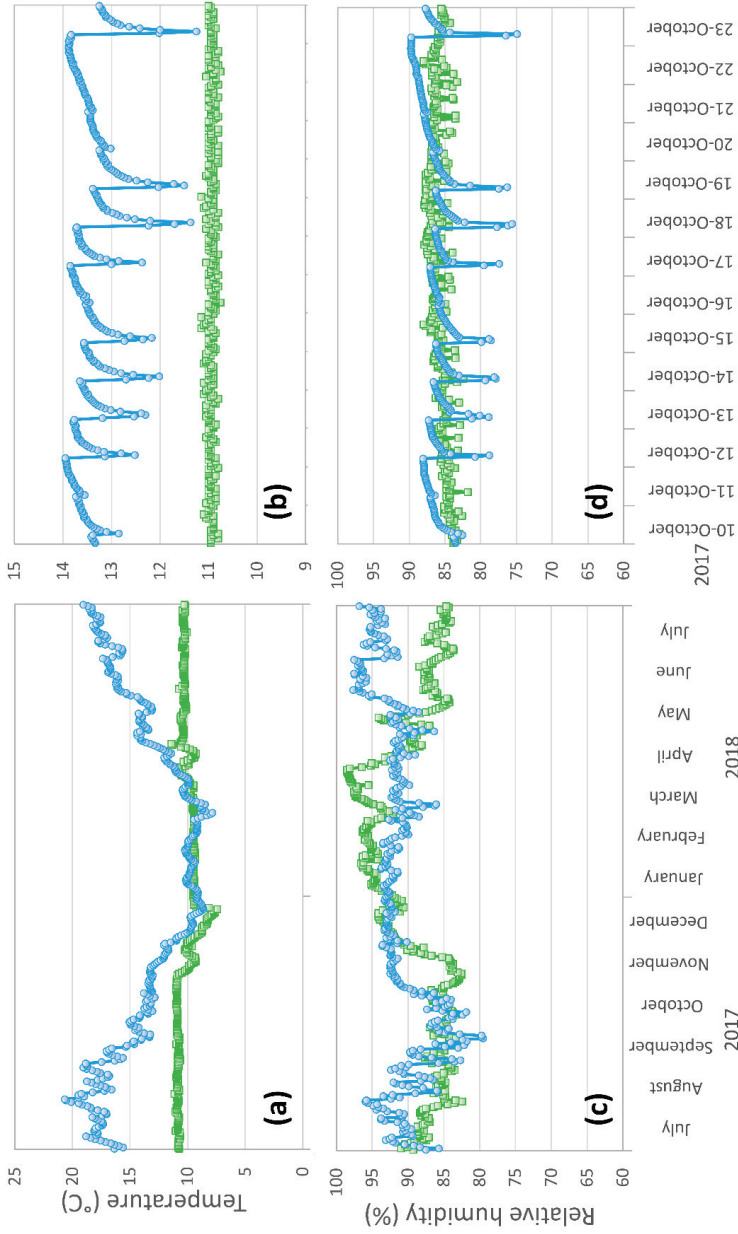 Temperature (°C)
25
20
15
10
5
0
(a)
15
14
13
12
11
10
9
(b)
Relative humidity (%)
100
95
90
85
80
75
70
65
60
(c)
July
August
September
October
November
December
January
February
March
April
May
June
July
2017
2018
100
95
90
85
80
75
70
65
60
(d)
10-October
11-October
12-October
13-October
14-October
15-October
16-October
17-October
18-October
19-October
20-October
21-October
22-October
23-October
2017